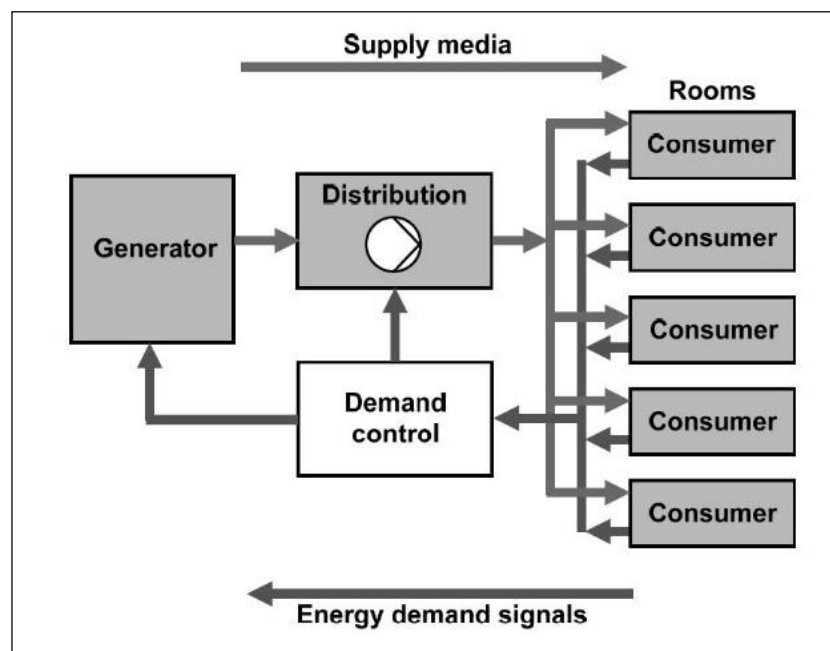 Supply media
Rooms
Consumer
Distribution
Generator
Consumer
Consumer
Demand
control
Consumer
Consumer
Energy demand signals